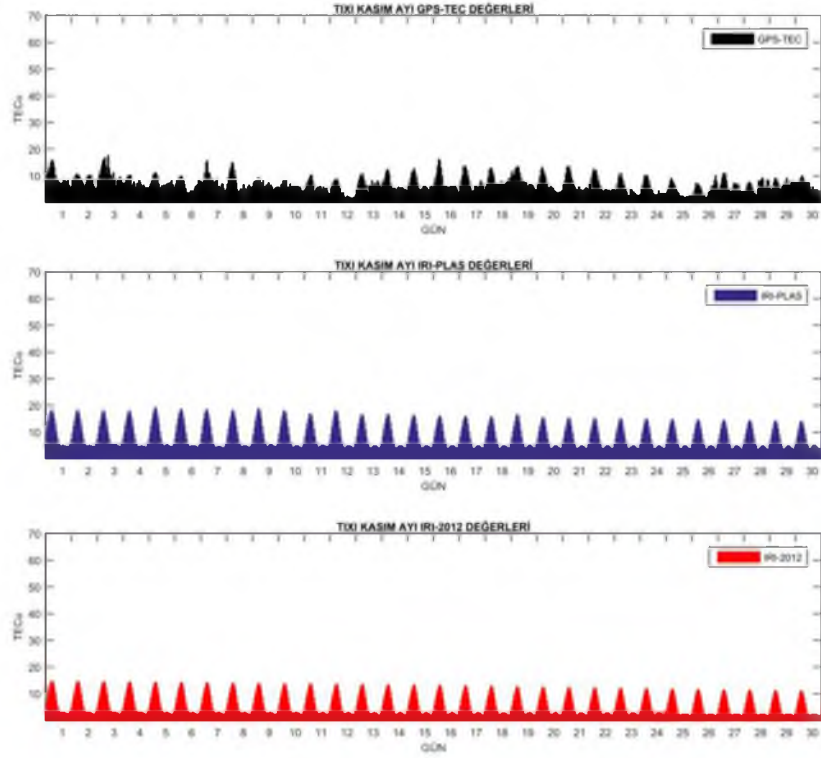 TIXI KASIM AYI GPS-TEC DEĞERLERİ
70
60
50
40
30
20
10
TECu
GPS-TEC
1 2 3 4 5 6 7 8 9 10 11 12 13 14 15 16 17 18 19 20 21 22 23 24 25 26 27 28 29 30
GÜN
TIXI KASIM AYI IRI-PLAS DEĞERLERİ
70
60
50
40
30
20
10
TECu
IRI-PLAS
1 2 3 4 5 6 7 8 9 10 11 12 13 14 15 16 17 18 19 20 21 22 23 24 25 26 27 28 29 30
GÜN
TIXI KASIM AYI IRI-2012 DEĞERLERİ
70
60
50
40
30
20
10
TECu
IRI-2012
1 2 3 4 5 6 7 8 9 10 11 12 13 14 15 16 17 18 19 20 21 22 23 24 25 26 27 28 29 30
GÜN